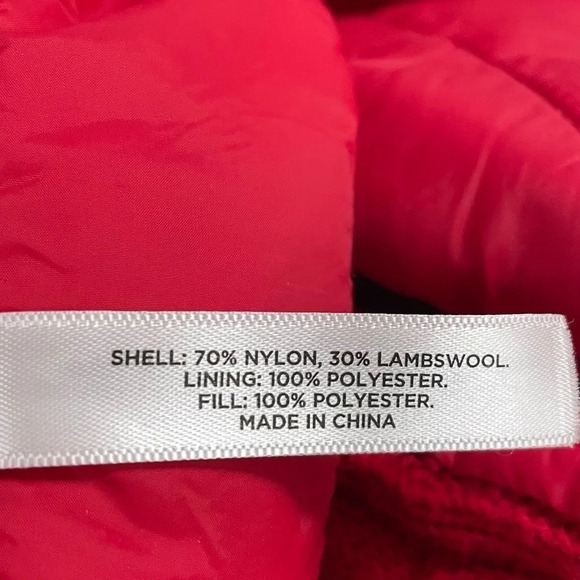 SHELL: 70% NYLON, 30% LAMBSWOOL.
LINING: 100% POLYESTER.
FILL: 100% POLYESTER.
MADE IN CHINA